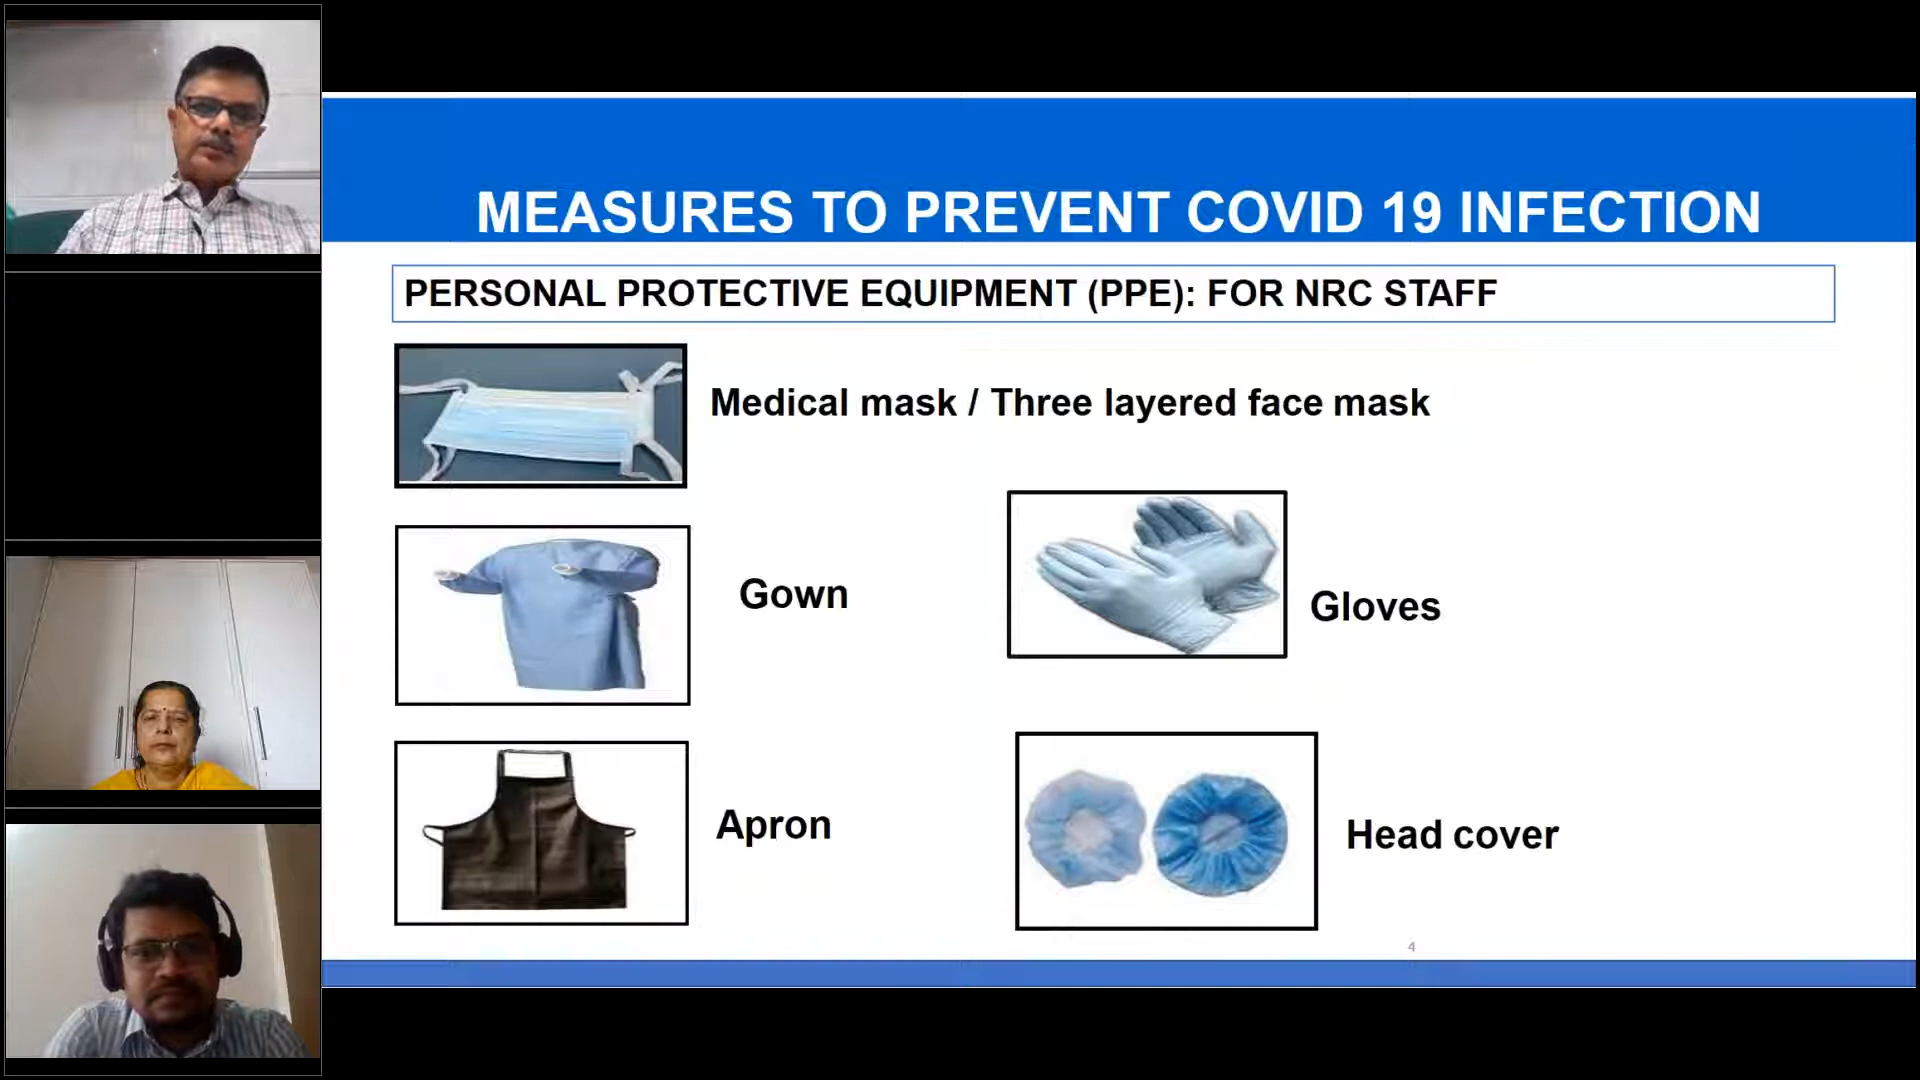 MEASURES TO PREVENT COVID 19 INFECTION
PERSONAL PROTECTIVE EQUIPMENT (PPE): FOR NRC STAFF
Medical mask / Three layered face mask
Gown
Gloves
Apron
Head cover
4